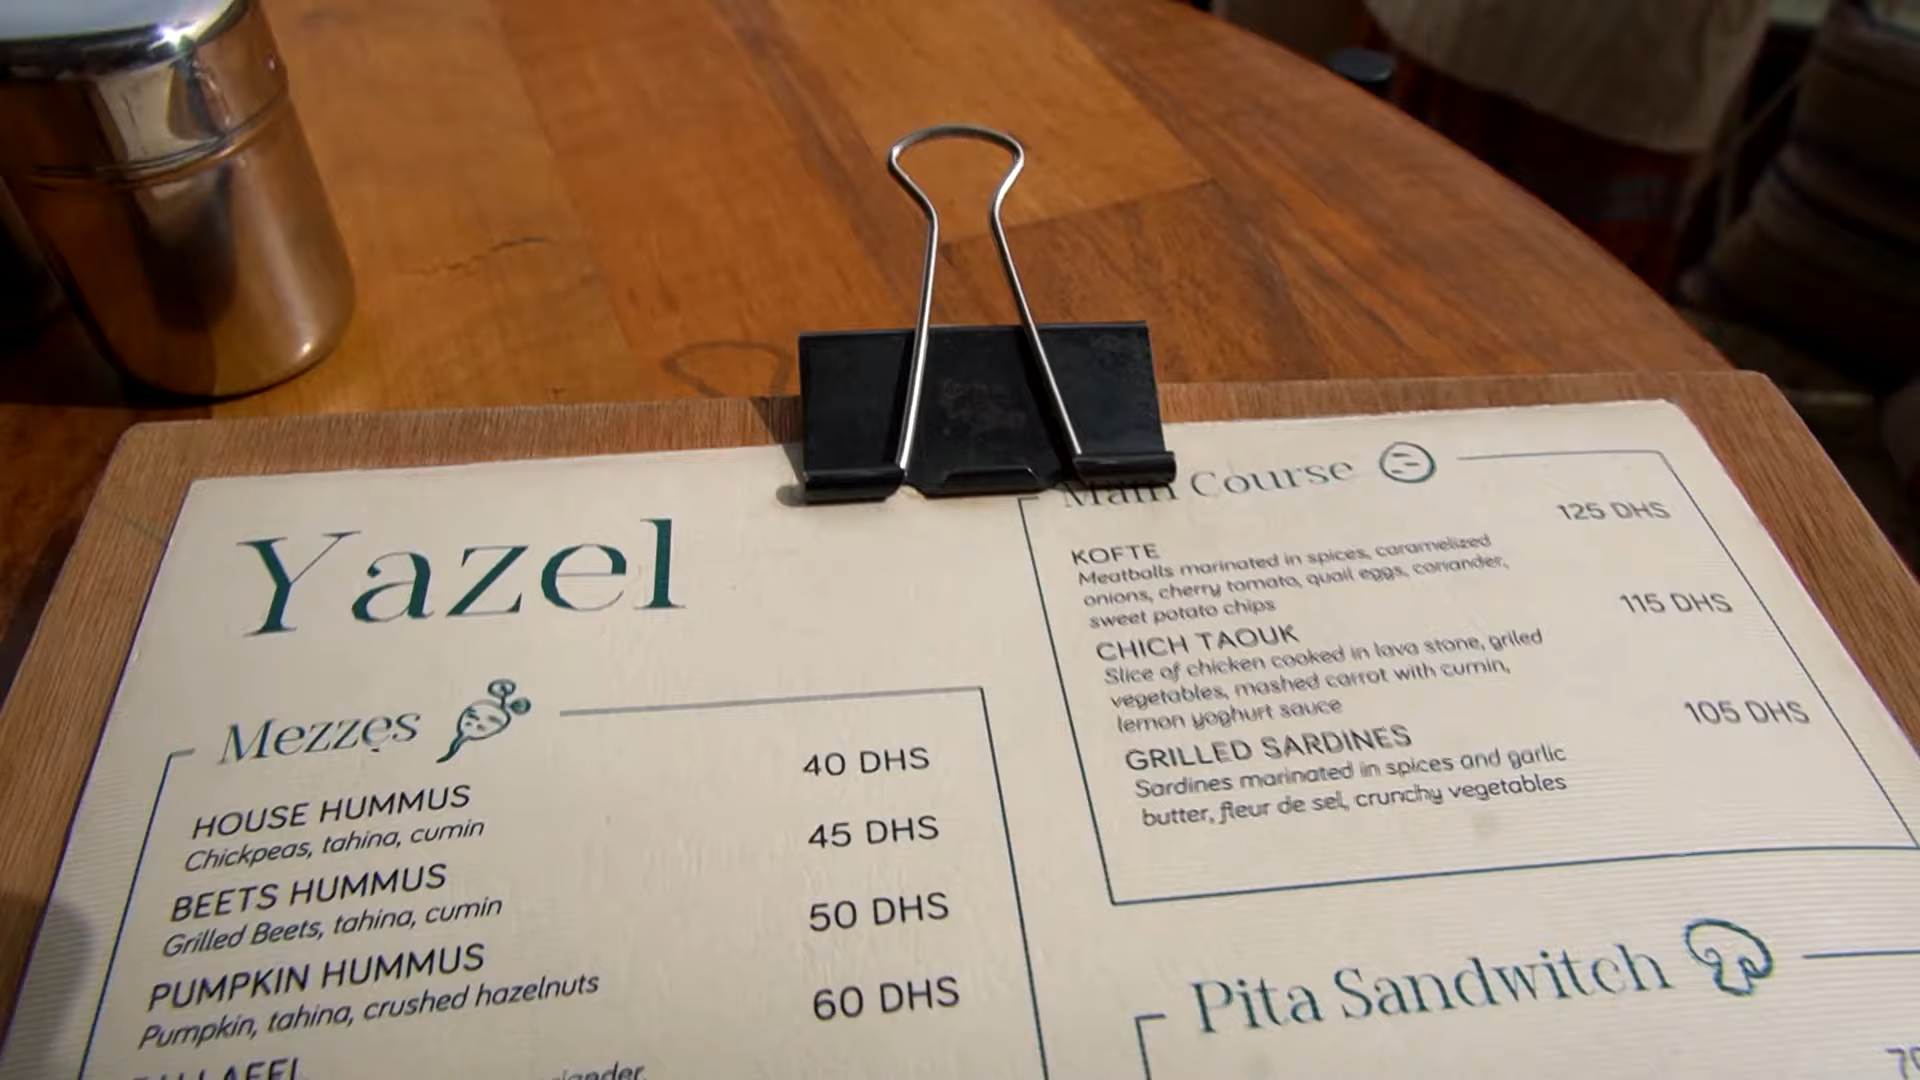 Yazel
Mezzes
HOUSE HUMMUS 40 DHS
Chickpeas, tahina, cumin
BEETS HUMMUS 45 DHS
Grilled Beets, tahina, cumin
PUMPKIN HUMMUS 50 DHS
Pumpkin, tahina, crushed hazelnuts
60 DHS
Main Course
125 DHS
KOFTE
Meatballs marinated in spices, caramelized
onions, cherry tomato, quail eggs, coriander,
sweet potato chips
115 DHS
CHICH TAOUK
Slice of chicken cooked in lava stone, griled
vegetables, mashed carrot with cumin,
lemon yoghurt sauce
105 DHS
GRILLED SARDINES
Sardines marinated in spices and garlic
butter, fleur de sel, crunchy vegetables
Pita Sandwitch